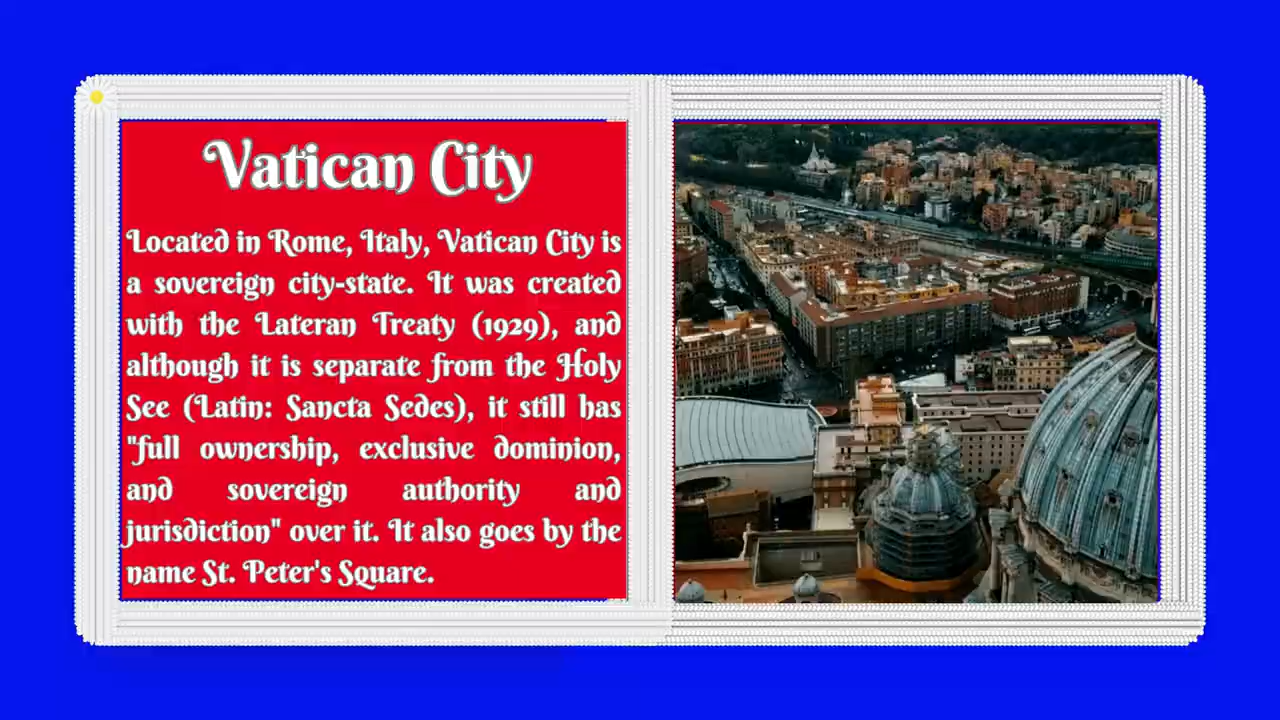 Vatican City
Located in Rome, Italy, Vatican City is
a sovereign city-state. It was created
with the Lateran Treaty (1929), and
although it is separate from the Holy
See (Latin: Sancta Sedes), it still has
"full ownership, exclusive dominion,
and sovereign authority and
jurisdiction" over it. It also goes by the
name St. Peter's Square.